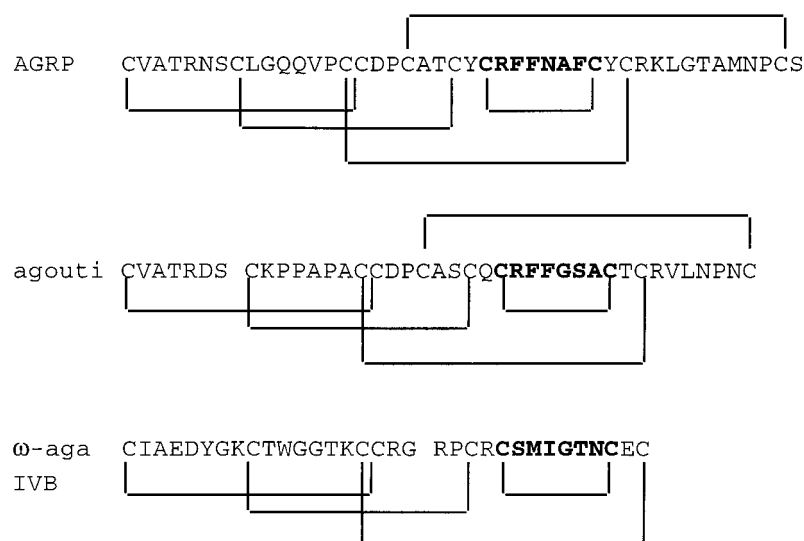 AGRP CVATRNSCLGQQVPCCDPCATCYCRFFNAFCYCRKLGTAMNPCS
agouti CVATRDS CKPPAPACCDPCASCQCRFFGSACTCRVLNPNC
ω-aga CIAEDYGKCTWGGTKCCRG RPCRCSMIGTNCEC
IVB